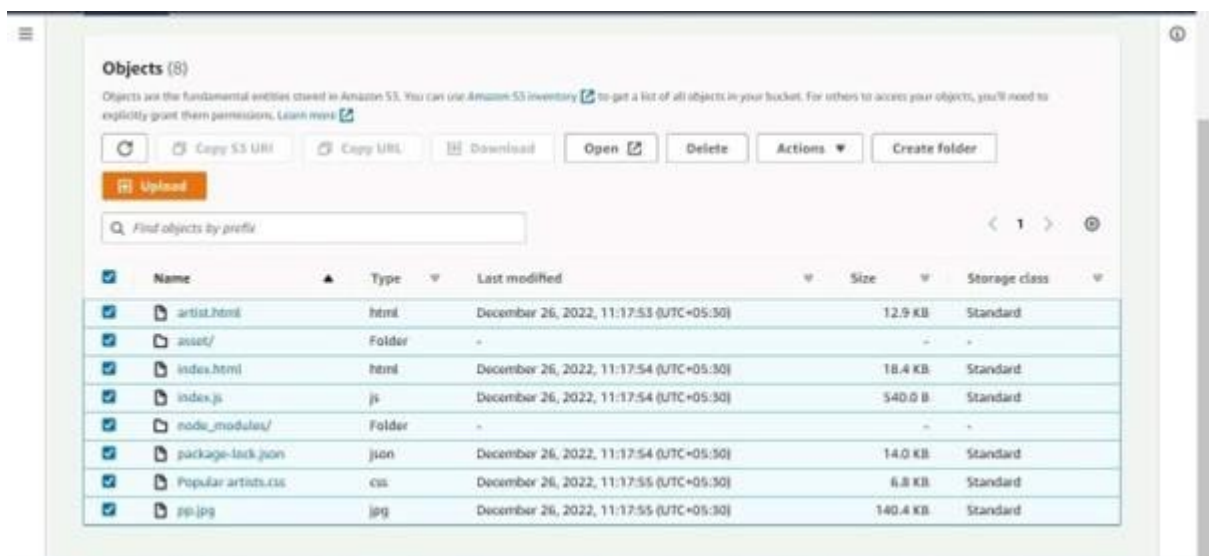 Objects (8)
Objects are the fundamental entities stored in Amazon S3. You can use Amazon S3 inventory to get a list of all objects in your bucket. For others to access your objects, you'll need to
explicitly grant them permissions. Learn more
Copy S3 URI Copy URL Download Open Delete Actions Create folder
Upload
Find objects by prefix 1
Name Type Last modified Size Storage class
artist.html html December 26, 2022, 11:17:53 (UTC+05:30) 12.9 KB Standard
asset/ Folder - - -
index.html html December 26, 2022, 11:17:54 (UTC+05:30) 18.4 KB Standard
index.js js December 26, 2022, 11:17:54 (UTC+05:30) 540.0 B Standard
node_modules/ Folder - - -
package-lock.json json December 26, 2022, 11:17:54 (UTC+05:30) 14.0 KB Standard
Popular artists.css css December 26, 2022, 11:17:55 (UTC+05:30) 6.8 KB Standard
pp.jpg jpg December 26, 2022, 11:17:55 (UTC+05:30) 140.4 KB Standard